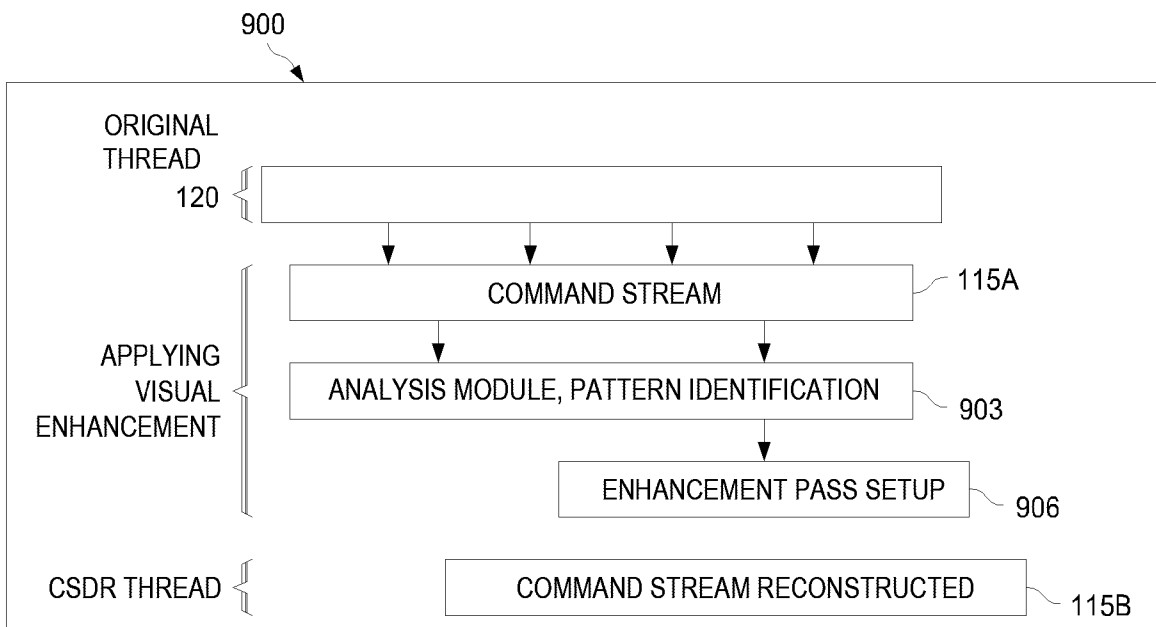 900
ORIGINAL
THREAD
120
COMMAND STREAM
115A
APPLYING
VISUAL
ENHANCEMENT
ANALYSIS MODULE, PATTERN IDENTIFICATION
903
ENHANCEMENT PASS SETUP
906
CSDR THREAD
COMMAND STREAM RECONSTRUCTED
115B